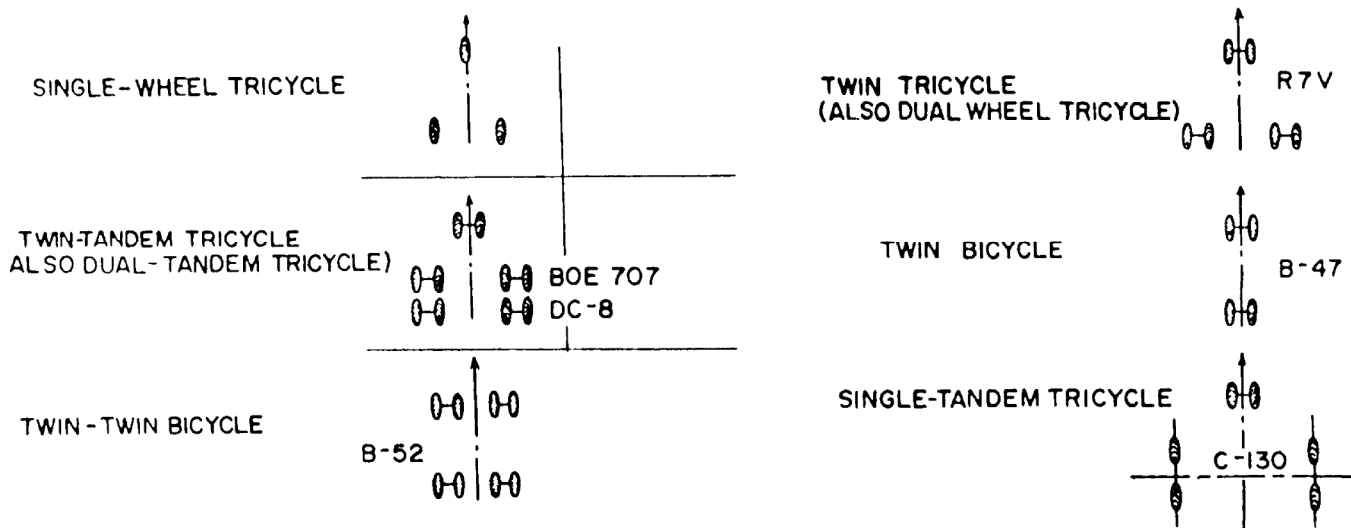 SINGLE-WHEEL TRICYCLE
TWIN-TANDEM TRICYCLE
ALSO DUAL-TANDEM TRICYCLE)
BOE 707
DC-8
TWIN-TWIN BICYCLE
B-52
TWIN TRICYCLE
(ALSO DUAL WHEEL TRICYCLE)
R7V
TWIN BICYCLE
B-47
SINGLE-TANDEM TRICYCLE
C-130